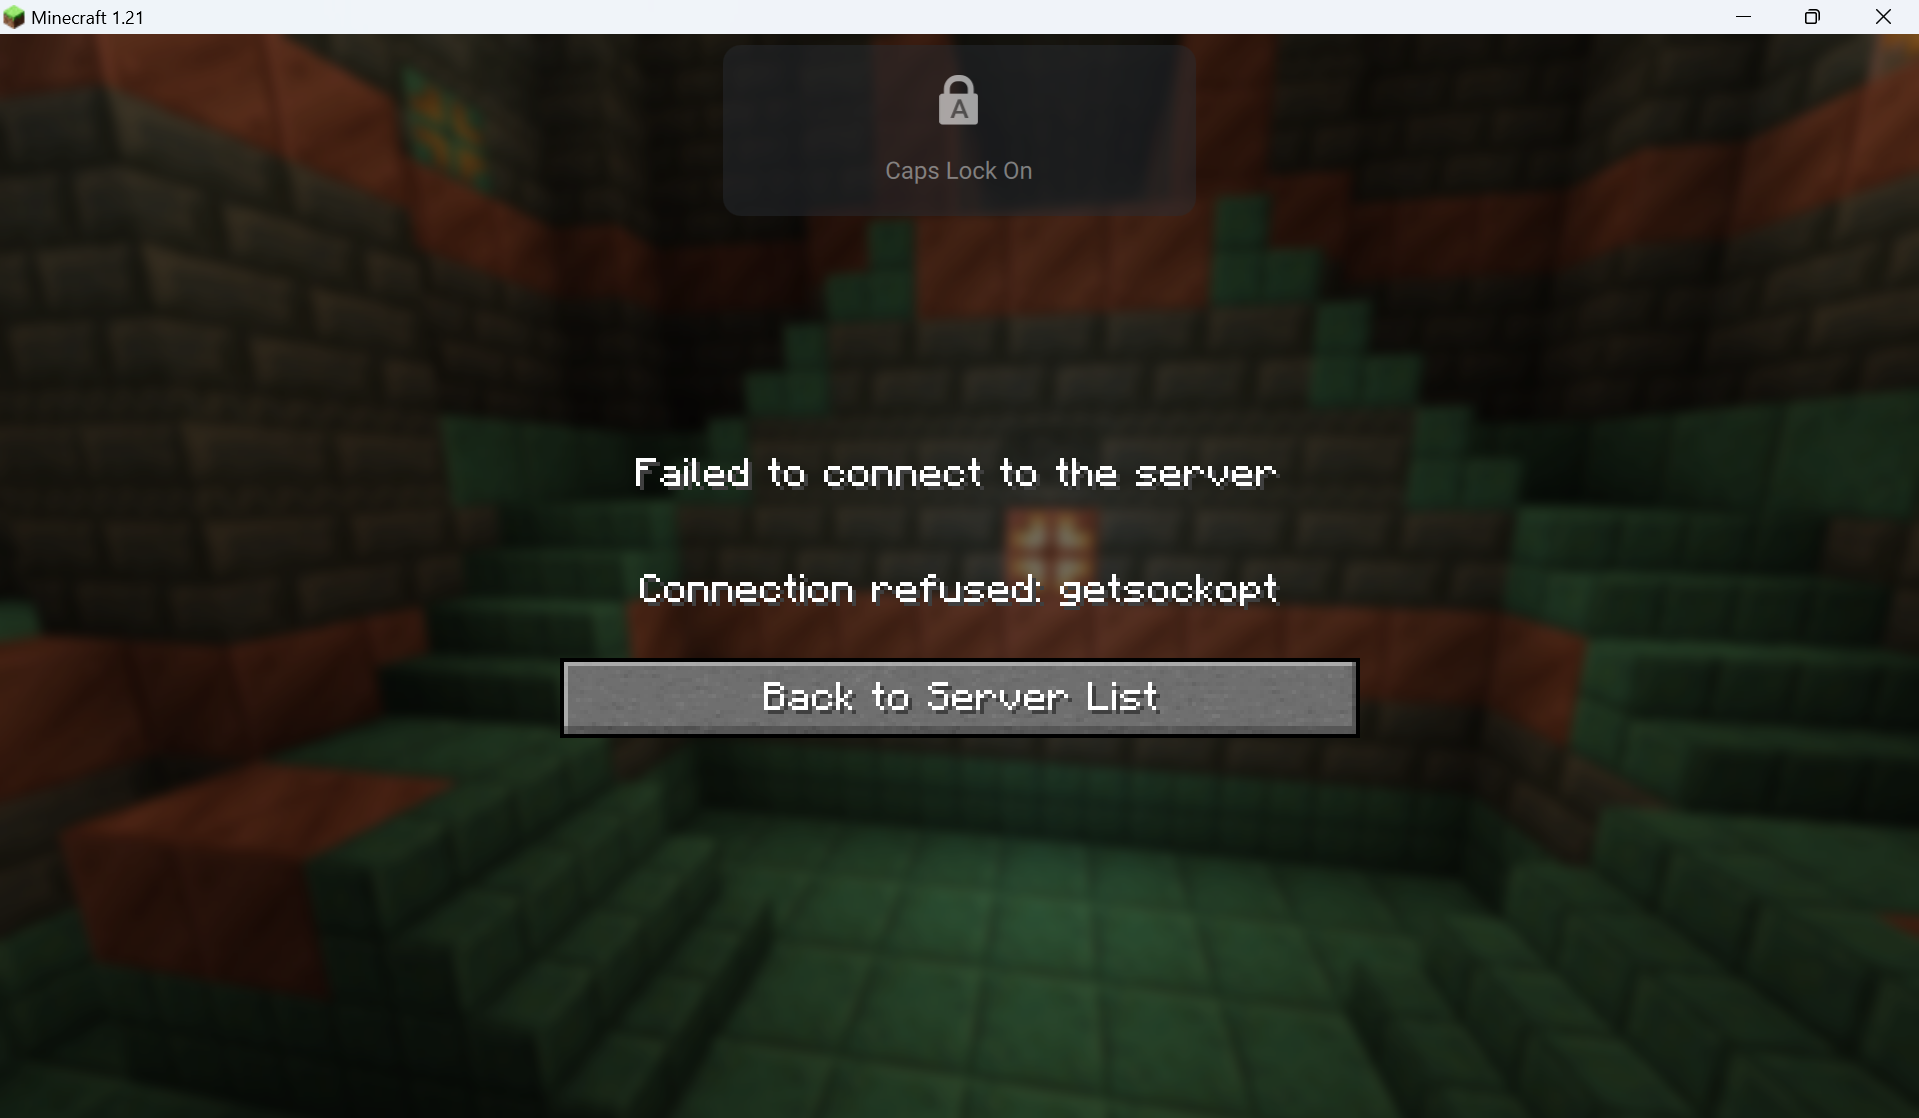 Minecraft 1.21
A
Caps Lock On
Failed to connect to the server
Connection refused: getsockopt
Back to Server List